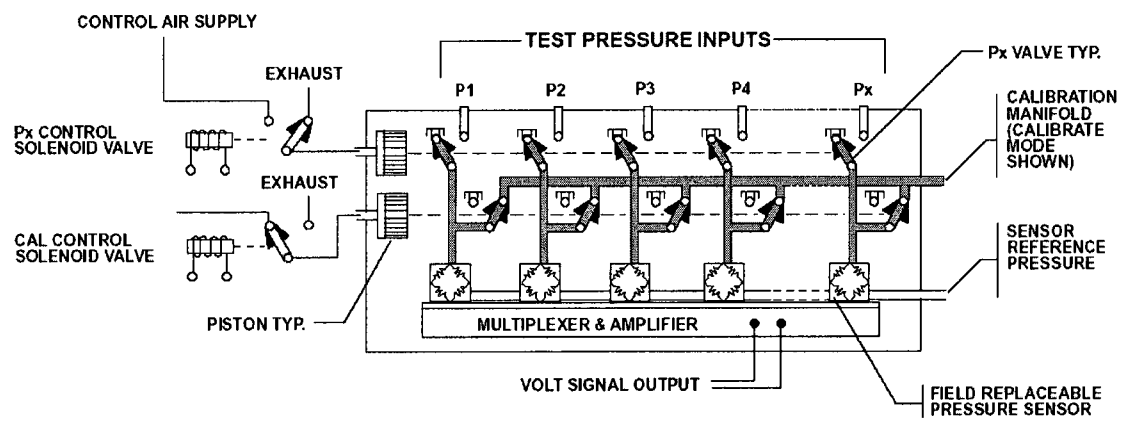 CONTROL AIR SUPPLY
TEST PRESSURE INPUTS
Px VALVE TYP.
EXHAUST
P1
P2
P3
P4
Px
CALIBRATION
MANIFOLD
(CALIBRATE
MODE
SHOWN)
Px CONTROL
SOLENOID VALVE
EXHAUST
CAL CONTROL
SOLENOID VALVE
SENSOR
REFERENCE
PRESSURE
PISTON TYP.
MULTIPLEXER & AMPLIFIER
VOLT SIGNAL OUTPUT
FIELD REPLACEABLE
PRESSURE SENSOR